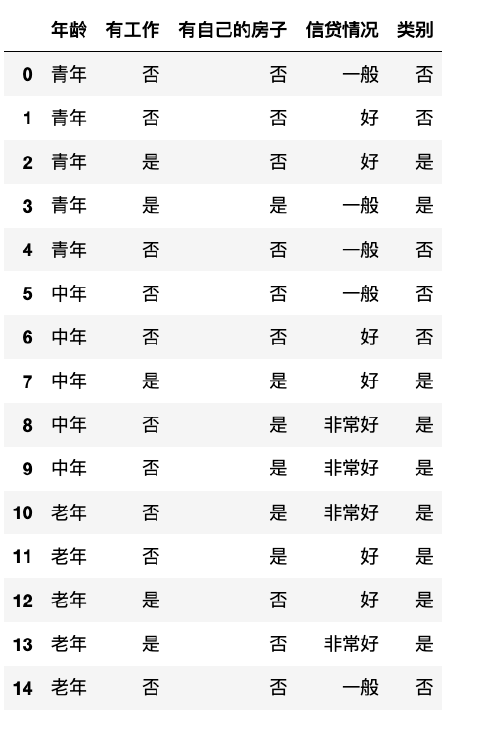 年龄 有工作 有自己的房子 信贷情况 类别
0 青年 否 否 一般 否
1 青年 否 否 好 否
2 青年 是 否 好 是
3 青年 是 是 一般 是
4 青年 否 否 一般 否
5 中年 否 否 一般 否
6 中年 否 否 好 否
7 中年 是 是 好 是
8 中年 否 是 非常好 是
9 中年 否 是 非常好 是
10 老年 否 是 非常好 是
11 老年 否 是 好 是
12 老年 是 否 好 是
13 老年 是 否 非常好 是
14 老年 否 否 一般 否